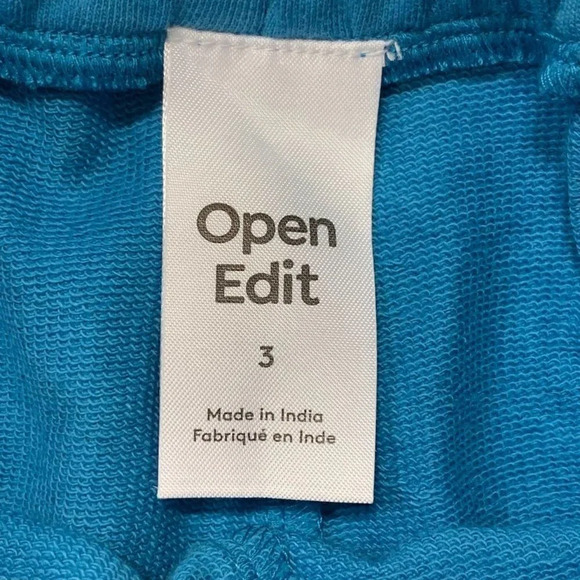 Open
Edit
3
Made in India
Fabriqué en Inde